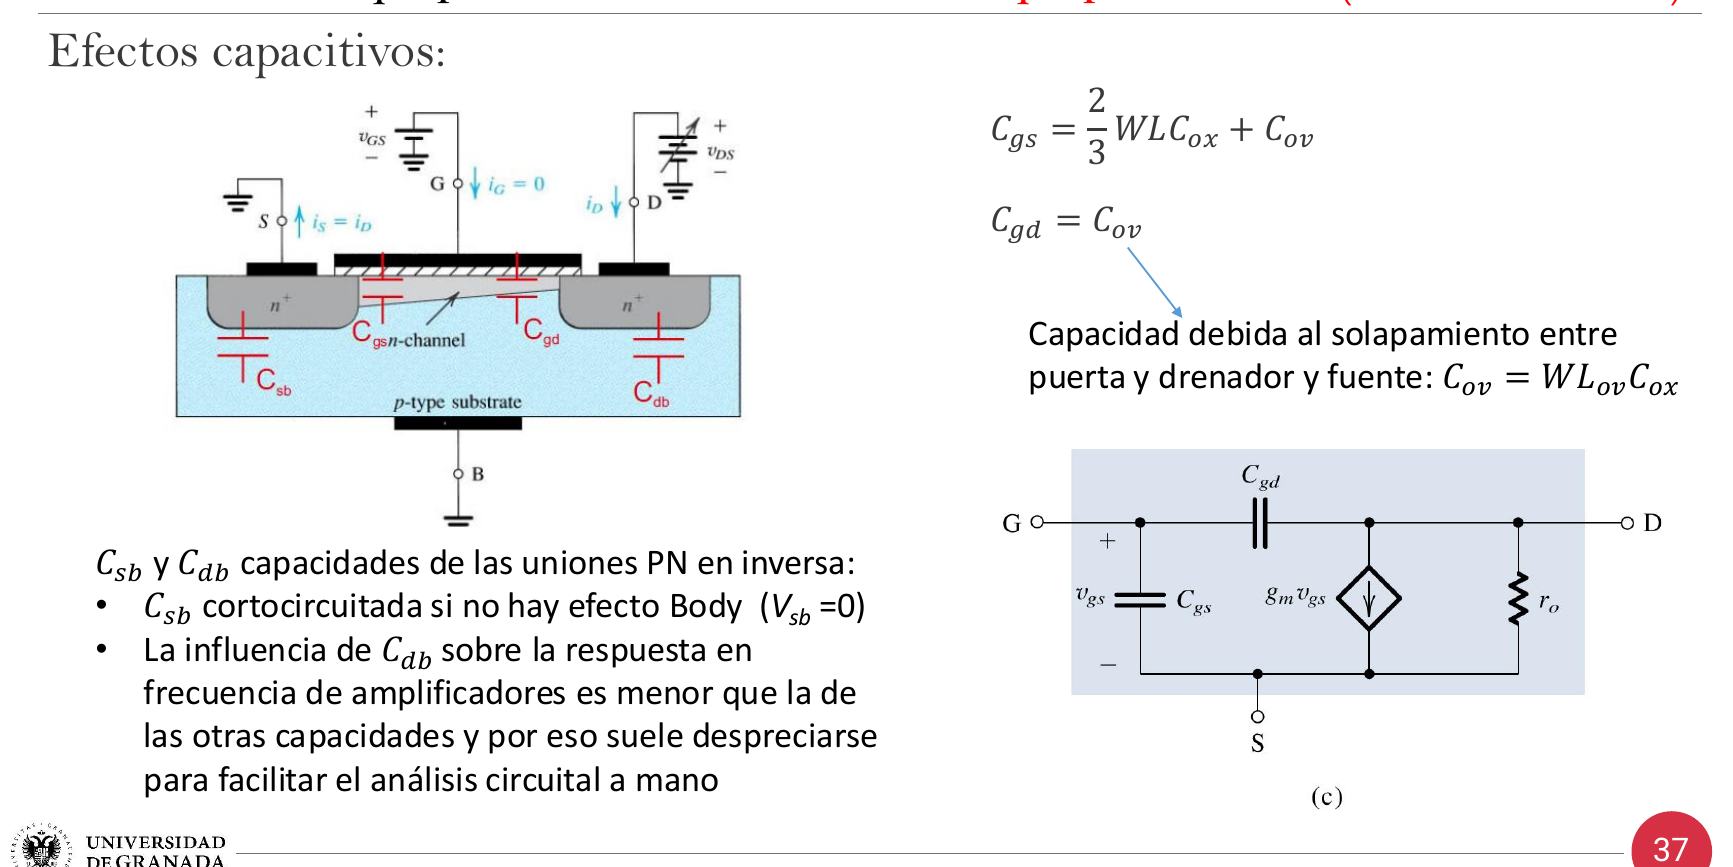 Efectos capacitivos:
+
v_GS
−
G
i_G = 0
+
v_DS
−
i_D
D
S
i_S = i_D
n⁺
n⁺
C_gs
n-channel
C_gd
C_sb
C_db
p-type substrate
B
C_sb y C_db capacidades de las uniones PN en inversa:
• C_sb cortocircuitada si no hay efecto Body (V_sb =0)
• La influencia de C_db sobre la respuesta en
frecuencia de amplificadores es menor que la de
las otras capacidades y por eso suele despreciarse
para facilitar el análisis circuital a mano
C_gs = 2/3 WLC_ox + C_ov
C_gd = C_ov
Capacidad debida al solapamiento entre
puerta y drenador y fuente: C_ov = WL_ovC_ox
C_gd
G
D
+
v_gs
−
C_gs
g_m v_gs
r_o
S
(c)
UNIVERSIDAD
DE GRANADA
37